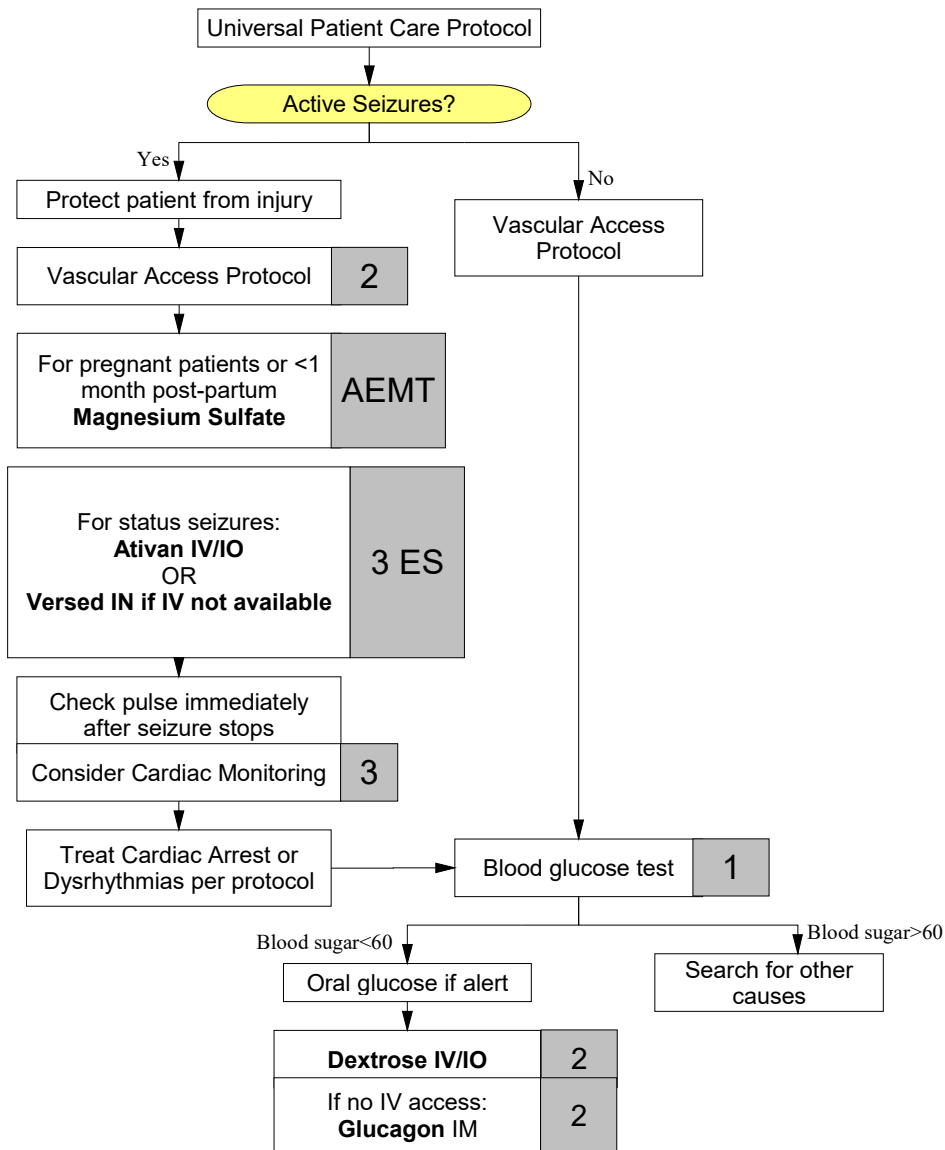 Universal Patient Care Protocol
Active Seizures?
Yes
No
Protect patient from injury
Vascular Access
Protocol
Vascular Access Protocol
2
For pregnant patients or <1
month post-partum
Magnesium Sulfate
AEMT
For status seizures:
Ativan IV/IO
OR
Versed IN if IV not available
3 ES
Check pulse immediately
after seizure stops
Consider Cardiac Monitoring
3
Treat Cardiac Arrest or
Dysrhythmias per protocol
Blood glucose test
1
Blood sugar<60
Blood sugar>60
Oral glucose if alert
Search for other
causes
Dextrose IV/IO
2
If no IV access:
Glucagon IM
2